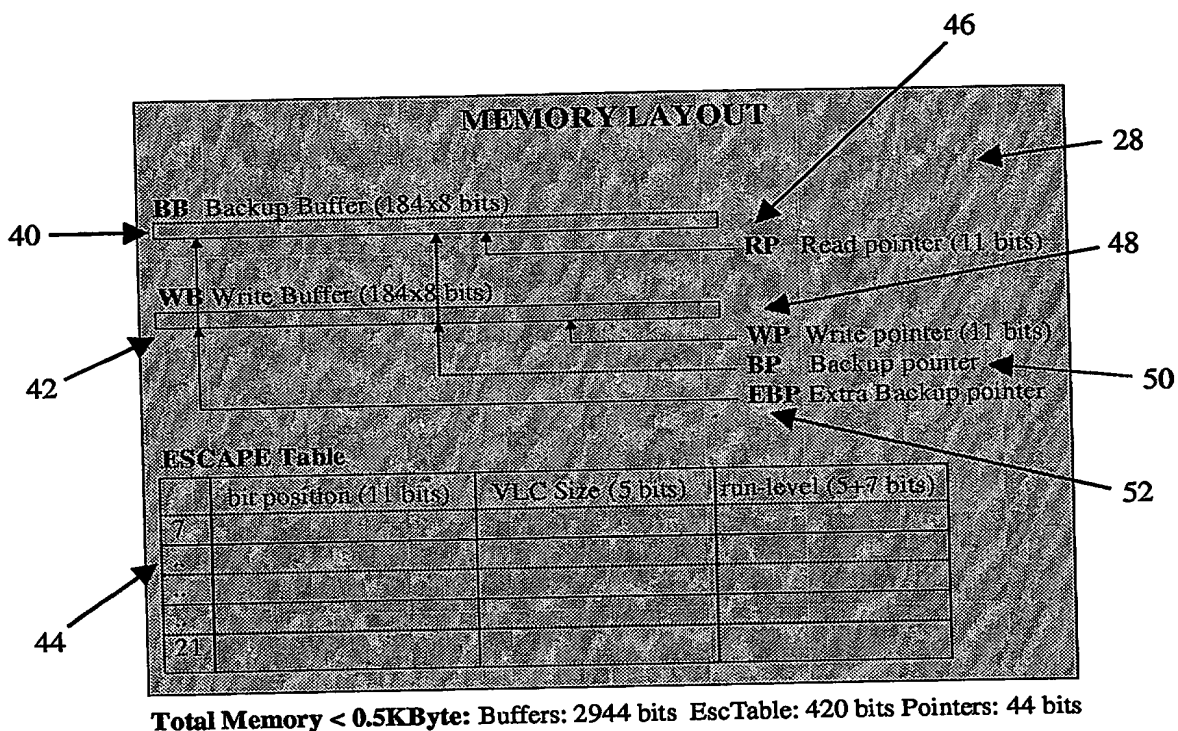 46
MEMORY LAYOUT
28
BB Backup Buffer (184x8 bits)
40
RP Read pointer (11 bits)
48
WB Write Buffer (184x8 bits)
WP Write pointer (11 bits)
42
BP Backup pointer
50
EBP Extra Backup pointer
ESCAPE Table
bit position (11 bits) VLC Size (5 bits) run-level (5+7 bits)
52
7
..
..
..
44
21
Total Memory < 0.5KByte: Buffers: 2944 bits EscTable: 420 bits Pointers: 44 bits